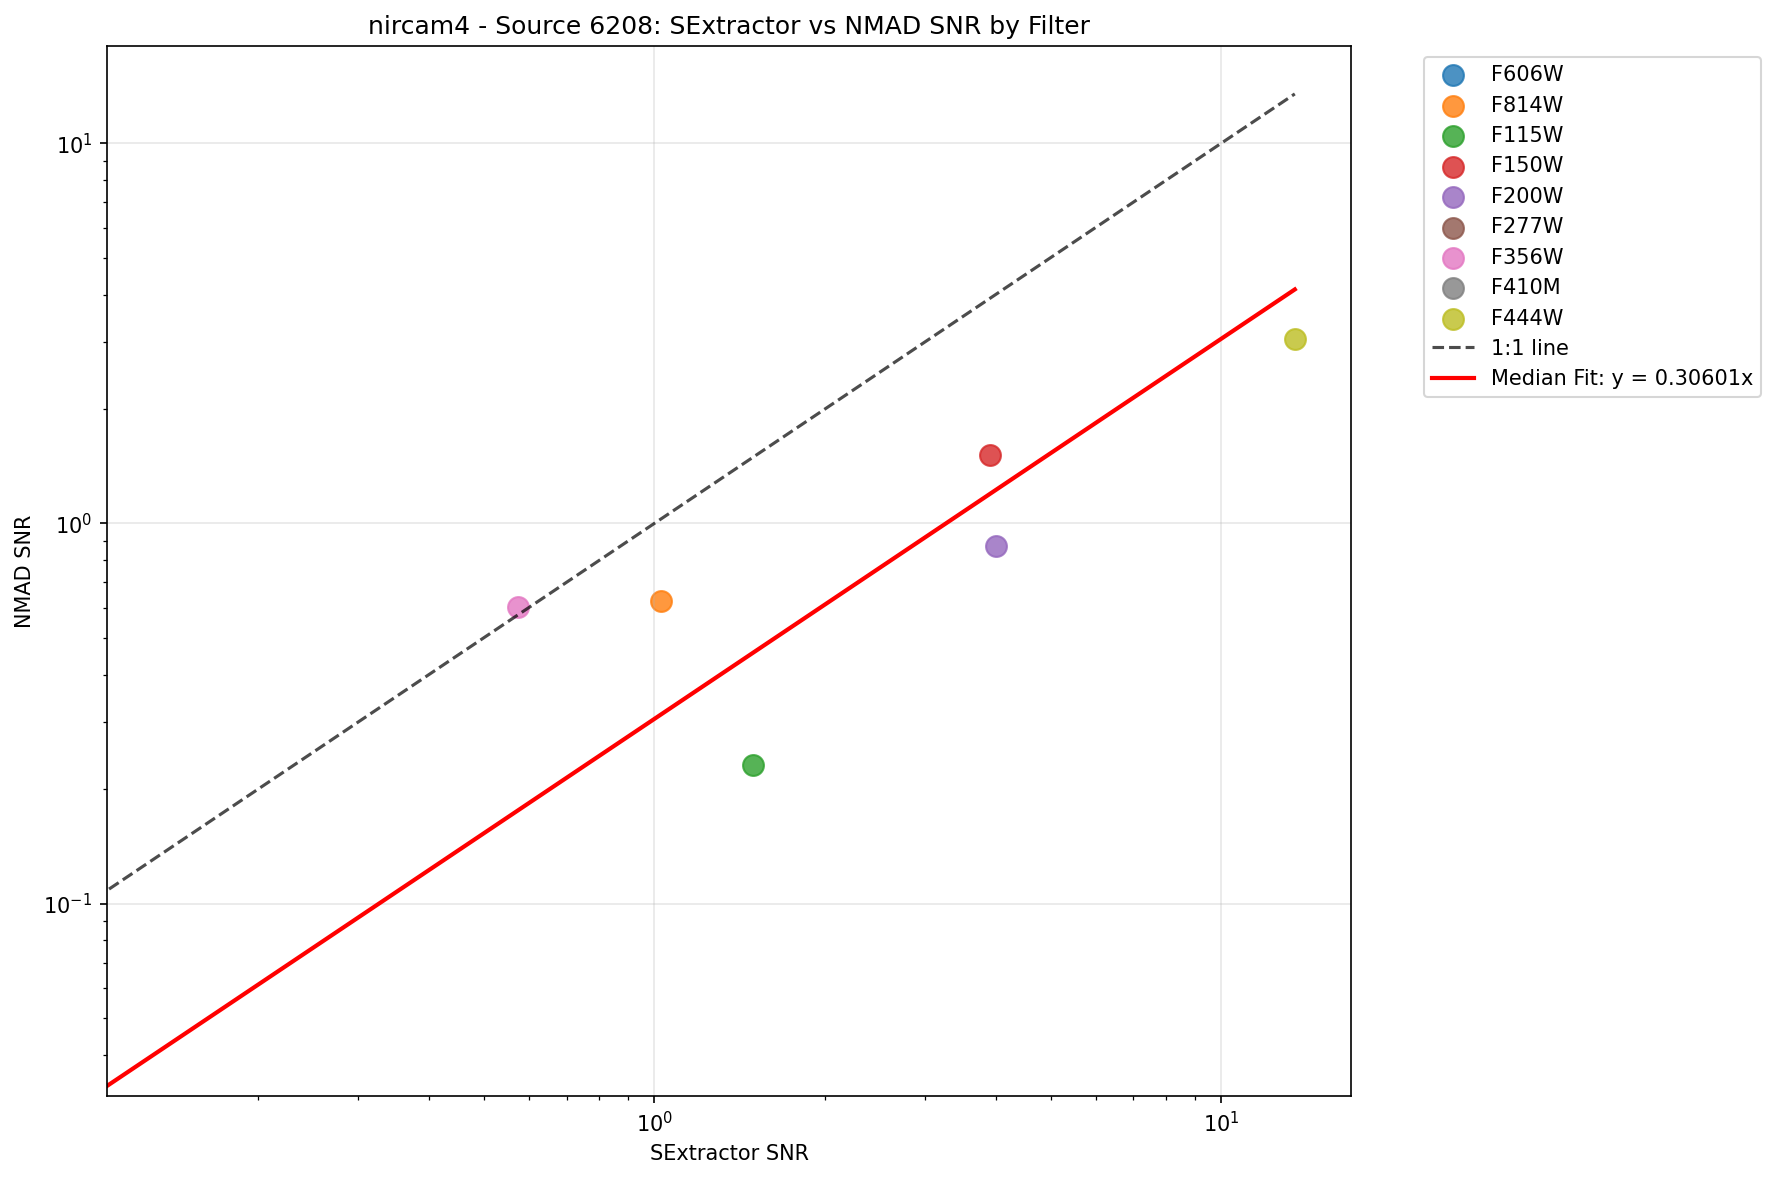 nircam4 - Source 6208: SExtractor vs NMAD SNR by Filter
F606W
F814W
F115W
F150W
F200W
F277W
F356W
F410M
F444W
1:1 line
Median Fit: y = 0.30601x
NMAD SNR
10¹
10⁰
10⁻¹
10⁰ 10¹
SExtractor SNR